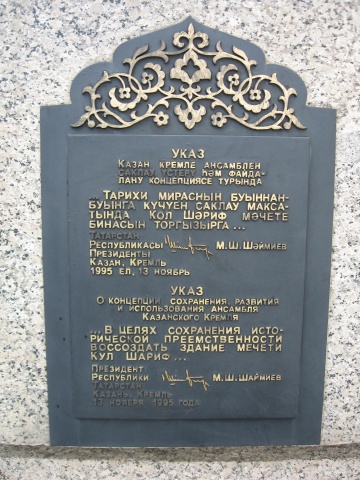 УКАЗ
Казан кремле ансамблен
саклау, үстерү һәм файда-
лану концепциясе турында
... Тарихи мирасның буыннан-
буынга күчүен саклау макса-
тында Кол Шәриф мәчете
бинасын торгызырга ...
Татарстан
Республикасы М.Ш.Шәймиев
Президенты
Казан, Кремль
1995 ел, 13 ноябрь
УКАЗ
О концепции сохранения, развития
и использования ансамбля
Казанского Кремля
... В целях сохранения исто-
рической преемственности
воссоздать здание мечети
Кул Шариф ...
Президент
Республики М.Ш.Шаймиев
Татарстан
Казань, Кремль
13 ноября 1995 года